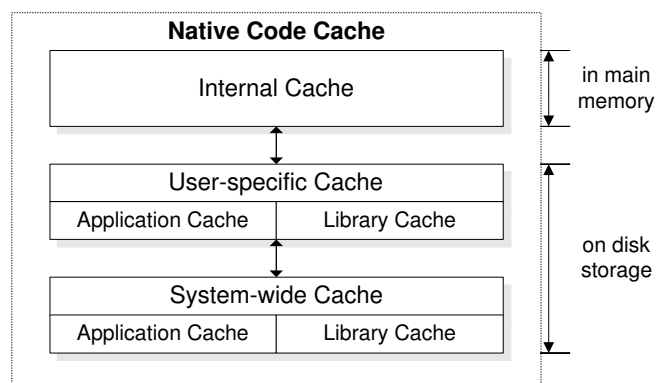 Native Code Cache
Internal Cache
in main
memory
User-specific Cache
Application Cache Library Cache
on disk
storage
System-wide Cache
Application Cache Library Cache